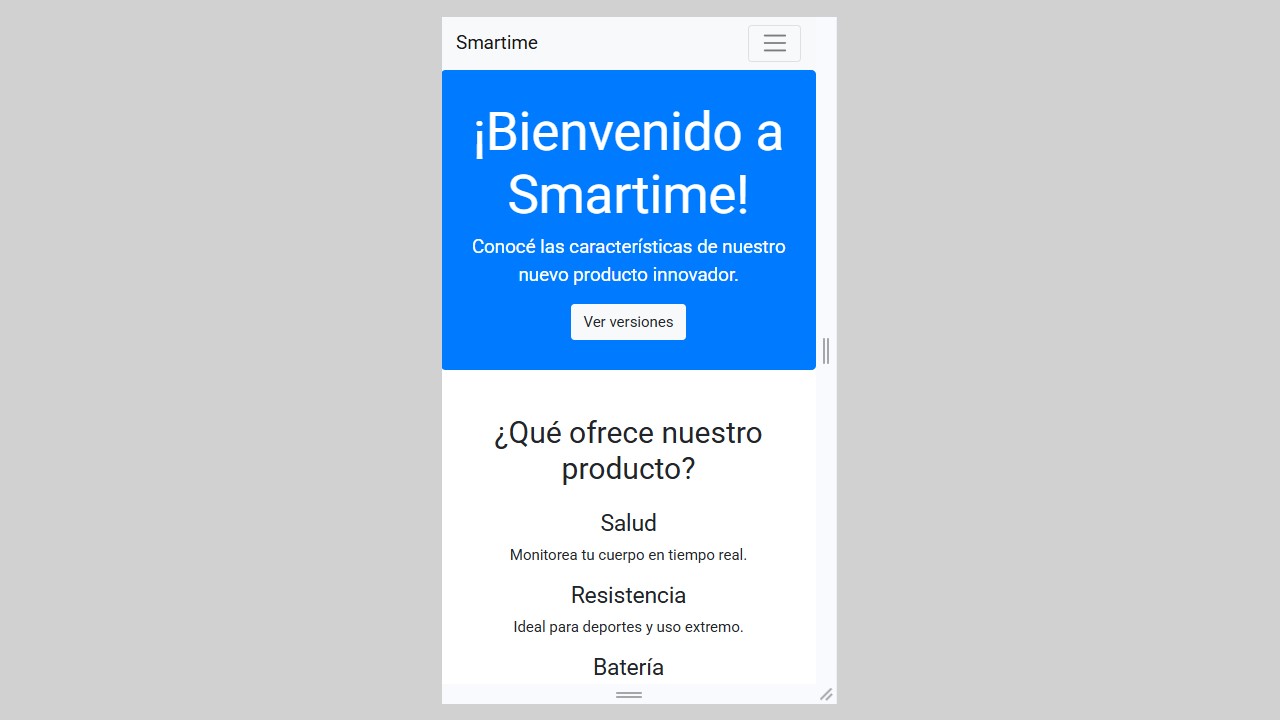 Smartime
¡Bienvenido a
Smartime!
Conocé las características de nuestro
nuevo producto innovador.
Ver versiones
¿Qué ofrece nuestro
producto?
Salud
Monitorea tu cuerpo en tiempo real.
Resistencia
Ideal para deportes y uso extremo.
Batería